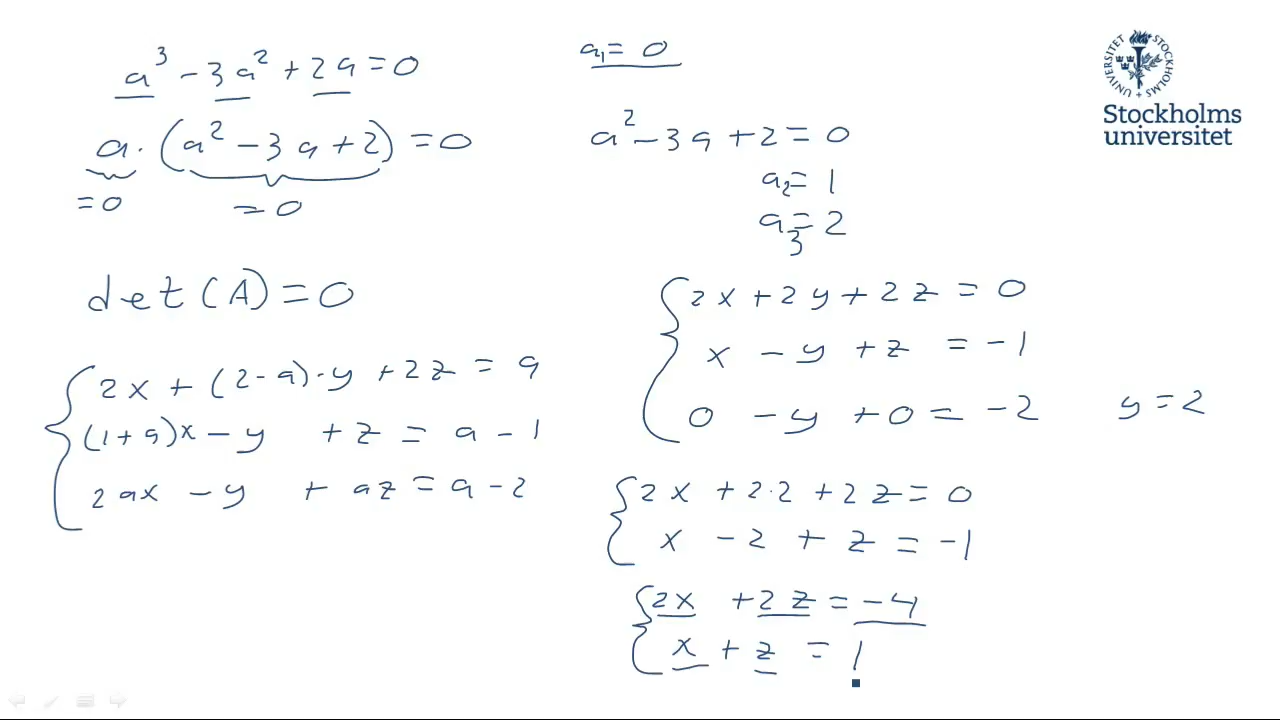 a³ - 3a² + 2a = 0
a · (a² - 3a + 2) = 0
= 0 = 0
det(A) = 0
2x + (2-a)·y + 2z = a
(1+a)x - y + z = a - 1
2ax - y + az = a - 2
a₁ = 0
a² - 3a + 2 = 0
a₂ = 1
a₃ = 2
2x + 2y + 2z = 0
x - y + z = -1
0 - y + 0 = -2 y = 2
2x + 2·2 + 2z = 0
x - 2 + z = -1
2x + 2z = -4
x + z = 1
STOCKHOLMS UNIVERSITET
Stockholms
universitet